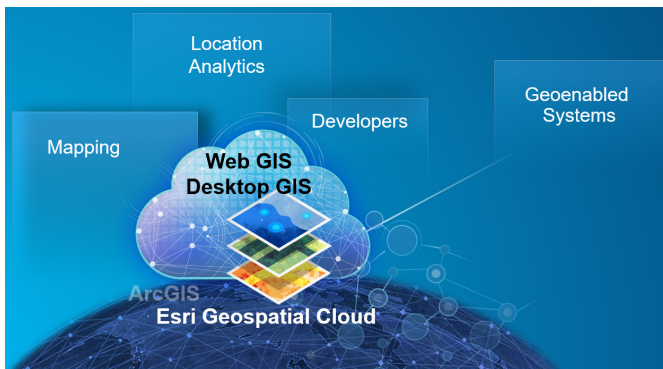 Location
Analytics
Geoenabled
Systems
Developers
Mapping
Web GIS
Desktop GIS
ArcGIS
Esri Geospatial Cloud